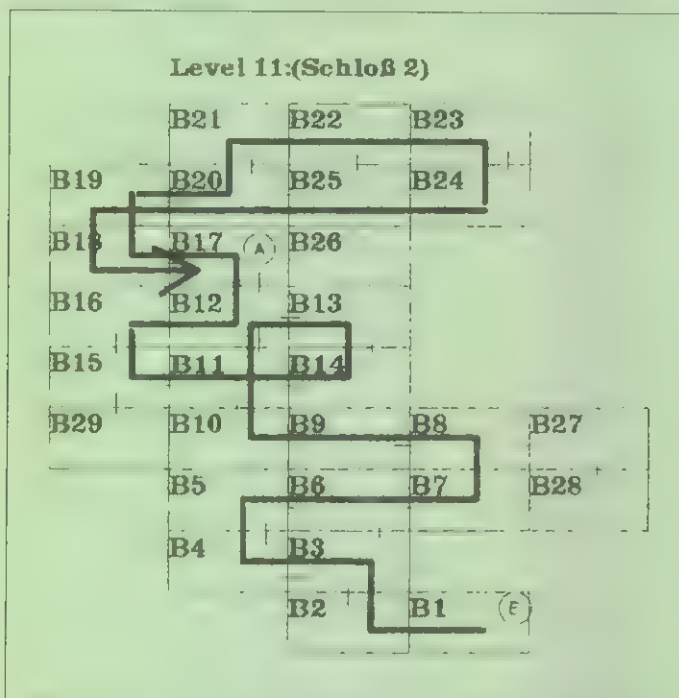 Level 11:(Schloß 2)
B21 B22 B23
B19 B20 B25 B24
B18 B17 A B26
B16 B12 B13
B15 B11 B14
B29 B10 B9 B8 B27
B5 B6 B7 B28
B4 B3
B2 B1 E